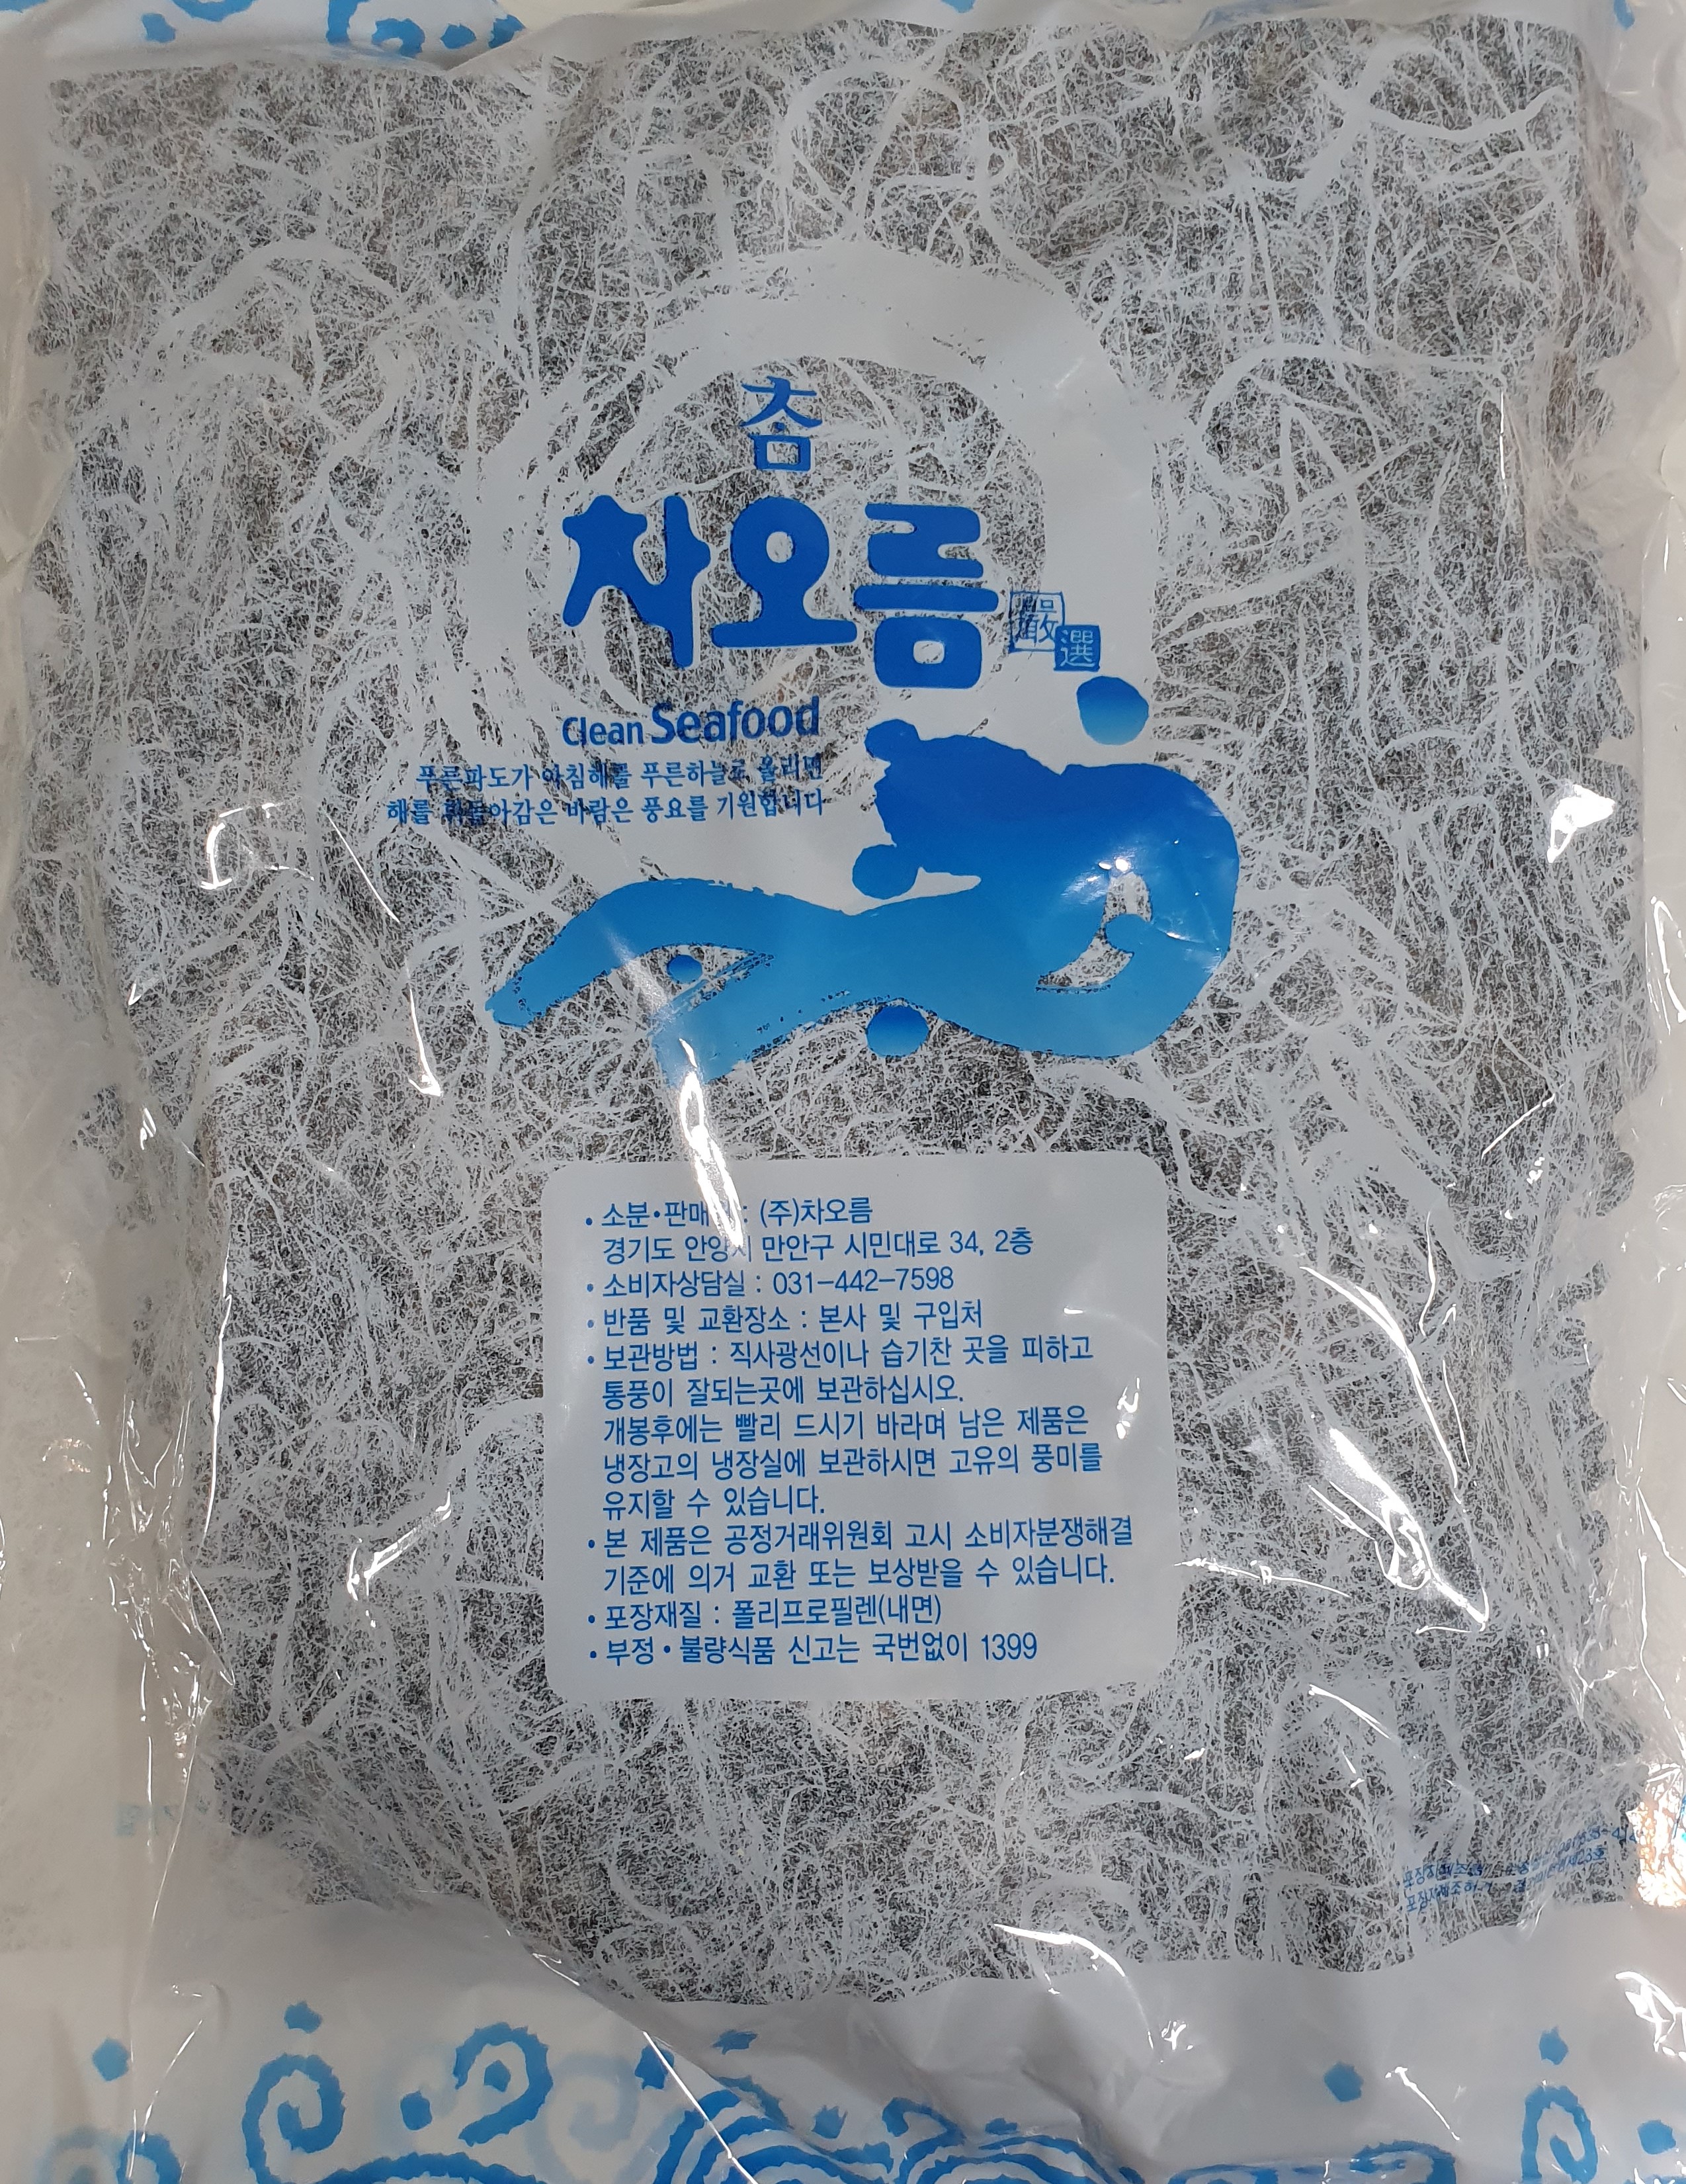 참
차오름
嚴選
Clean Seafood
푸른파도가 아침해를 푸른하늘로 올리면
해를 휘돌아감은 바람은 풍요를 기원합니다
• 소분•판매원 : (주)차오름
경기도 안양시 만안구 시민대로 34, 2층
• 소비자상담실 : 031-442-7598
• 반품 및 교환장소 : 본사 및 구입처
• 보관방법 : 직사광선이나 습기찬 곳을 피하고
통풍이 잘되는곳에 보관하십시오.
개봉후에는 빨리 드시기 바라며 남은 제품은
냉장고의 냉장실에 보관하시면 고유의 풍미를
유지할 수 있습니다.
• 본 제품은 공정거래위원회 고시 소비자분쟁해결
기준에 의거 교환 또는 보상받을 수 있습니다.
• 포장재질 : 폴리프로필렌(내면)
• 부정•불량식품 신고는 국번없이 1399